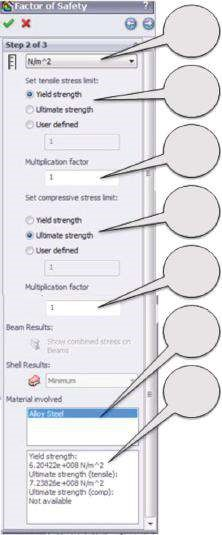 Factor of Safety ?
Step 2 of 3
N/m^2
Set tensile stress limit:
Yield strength
Ultimate strength
User defined
1
Multiplication factor
1
Set compressive stress limit:
Yield strength
Ultimate strength
User defined
1
Multiplication factor
1
Beam Results:
Show combined stress on
Beams
Shell Results:
Minimum
Material involved
Alloy Steel
Yield strength:
6.20422e+008 N/m^2
Ultimate strength (tensile):
7.23826e+008 N/m^2
Ultimate strength (comp):
Not available